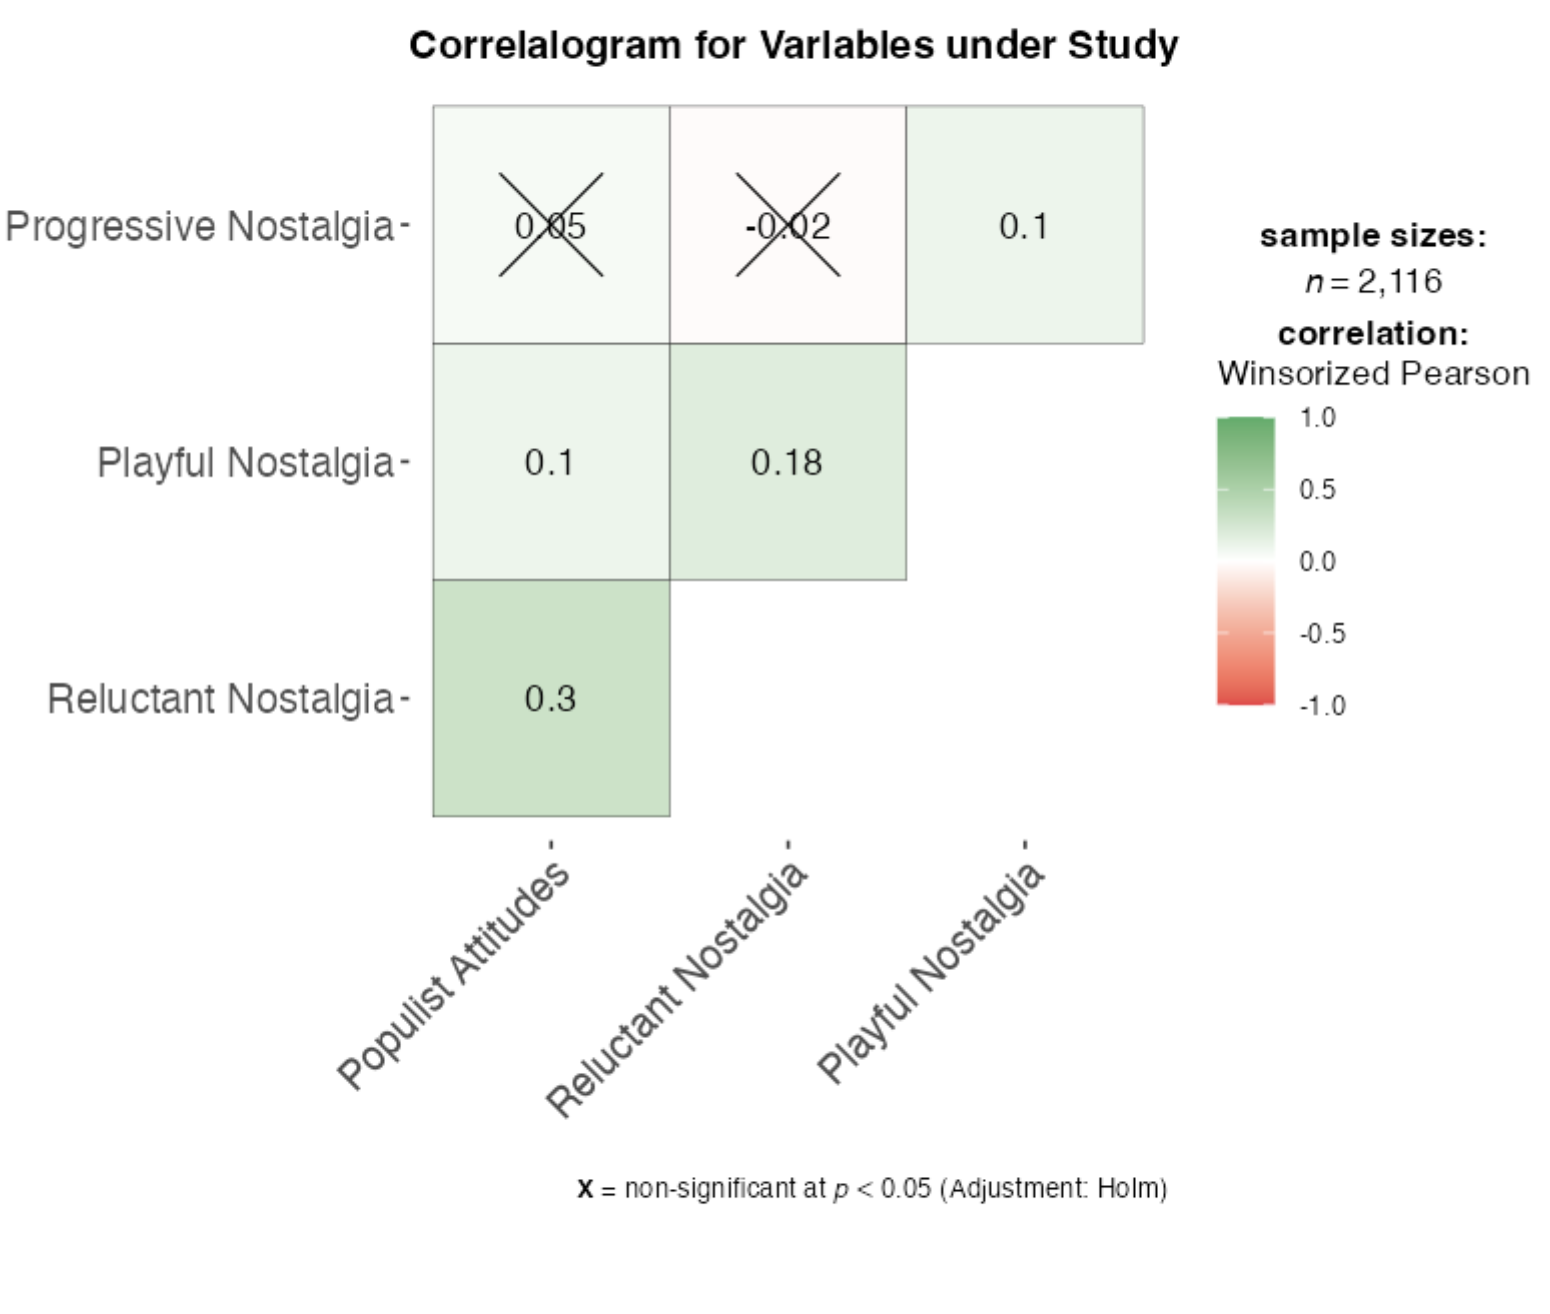 Correlalogram for Varlables under Study
Progressive Nostalgia
0.05
-0.02
0.1
Playful Nostalgia
0.1
0.18
Reluctant Nostalgia
0.3
Populist Attitudes
Reluctant Nostalgia
Playful Nostalgia
sample sizes:
n = 2,116
correlation:
Winsorized Pearson
1.0
0.5
0.0
-0.5
-1.0
X = non-significant at p < 0.05 (Adjustment: Holm)